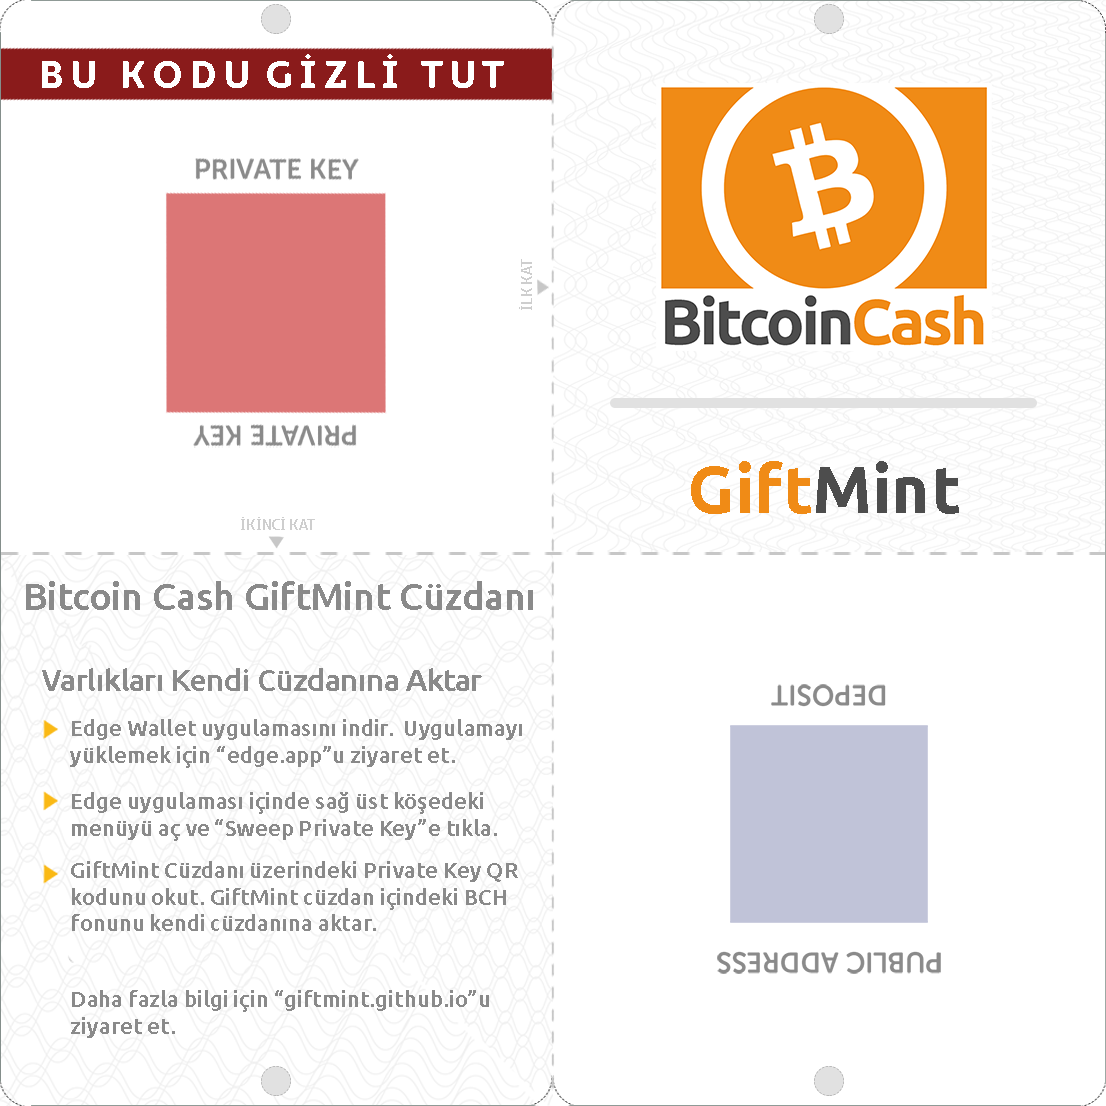 BU KODU GİZLİ TUT
PRIVATE KEY
PRIVATE KEY
İLK KAT
İKİNCİ KAT
BitcoinCash
GiftMint
Bitcoin Cash GiftMint Cüzdanı
Varlıkları Kendi Cüzdanına Aktar
Edge Wallet uygulamasını indir. Uygulamayı
yüklemek için “edge.app”u ziyaret et.
Edge uygulaması içinde sağ üst köşedeki
menüyü aç ve “Sweep Private Key”e tıkla.
GiftMint Cüzdanı üzerindeki Private Key QR
kodunu okut. GiftMint cüzdan içindeki BCH
fonunu kendi cüzdanına aktar.
Daha fazla bilgi için “giftmint.github.io”u
ziyaret et.
DEPOSIT
PUBLIC ADDRESS